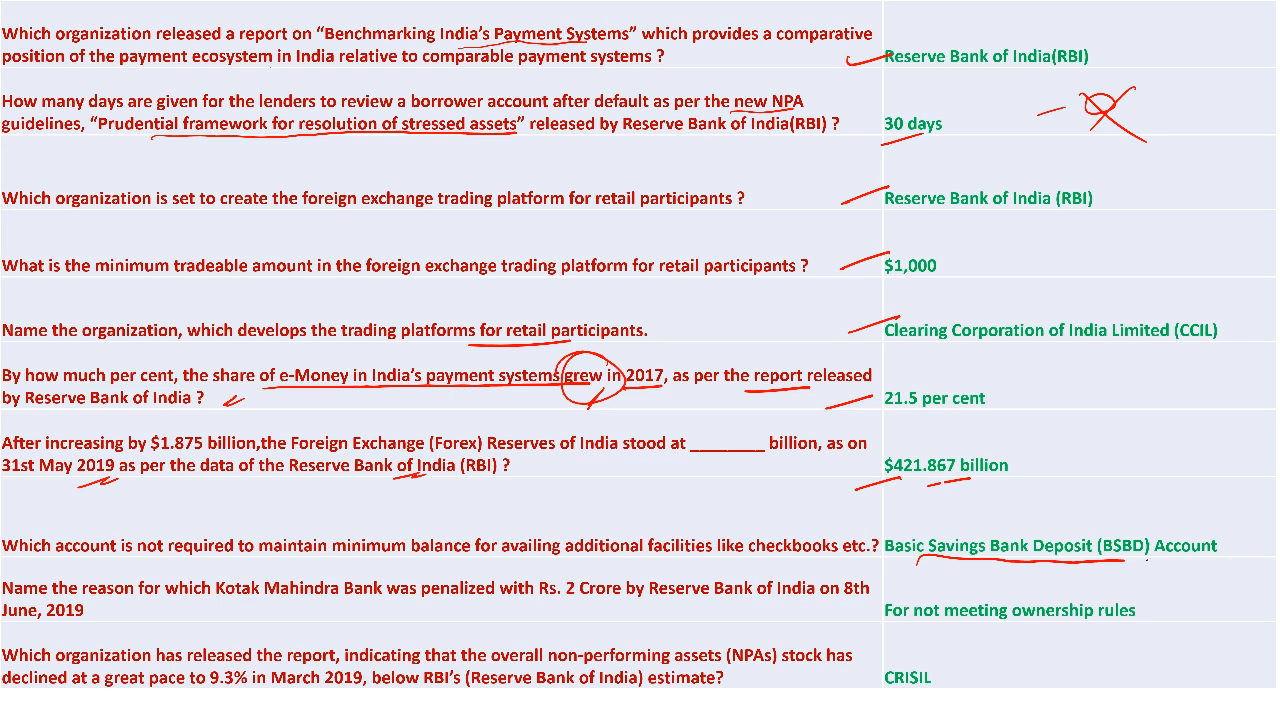 Which organization released a report on “Benchmarking India’s Payment Systems” which provides a comparative
position of the payment ecosystem in India relative to comparable payment systems ?
Reserve Bank of India(RBI)
How many days are given for the lenders to review a borrower account after default as per the new NPA
guidelines, “Prudential framework for resolution of stressed assets” released by Reserve Bank of India(RBI) ?
30 days
Which organization is set to create the foreign exchange trading platform for retail participants ?
Reserve Bank of India (RBI)
What is the minimum tradeable amount in the foreign exchange trading platform for retail participants ?
$1,000
Name the organization, which develops the trading platforms for retail participants.
Clearing Corporation of India Limited (CCIL)
By how much per cent, the share of e-Money in India’s payment systems grew in 2017, as per the report released
by Reserve Bank of India ?
21.5 per cent
After increasing by $1.875 billion,the Foreign Exchange (Forex) Reserves of India stood at ________ billion, as on
31st May 2019 as per the data of the Reserve Bank of India (RBI) ?
$421.867 billion
Which account is not required to maintain minimum balance for availing additional facilities like checkbooks etc.?
Basic Savings Bank Deposit (BSBD) Account
Name the reason for which Kotak Mahindra Bank was penalized with Rs. 2 Crore by Reserve Bank of India on 8th
June, 2019
For not meeting ownership rules
Which organization has released the report, indicating that the overall non-performing assets (NPAs) stock has
declined at a great pace to 9.3% in March 2019, below RBI’s (Reserve Bank of India) estimate?
CRISIL